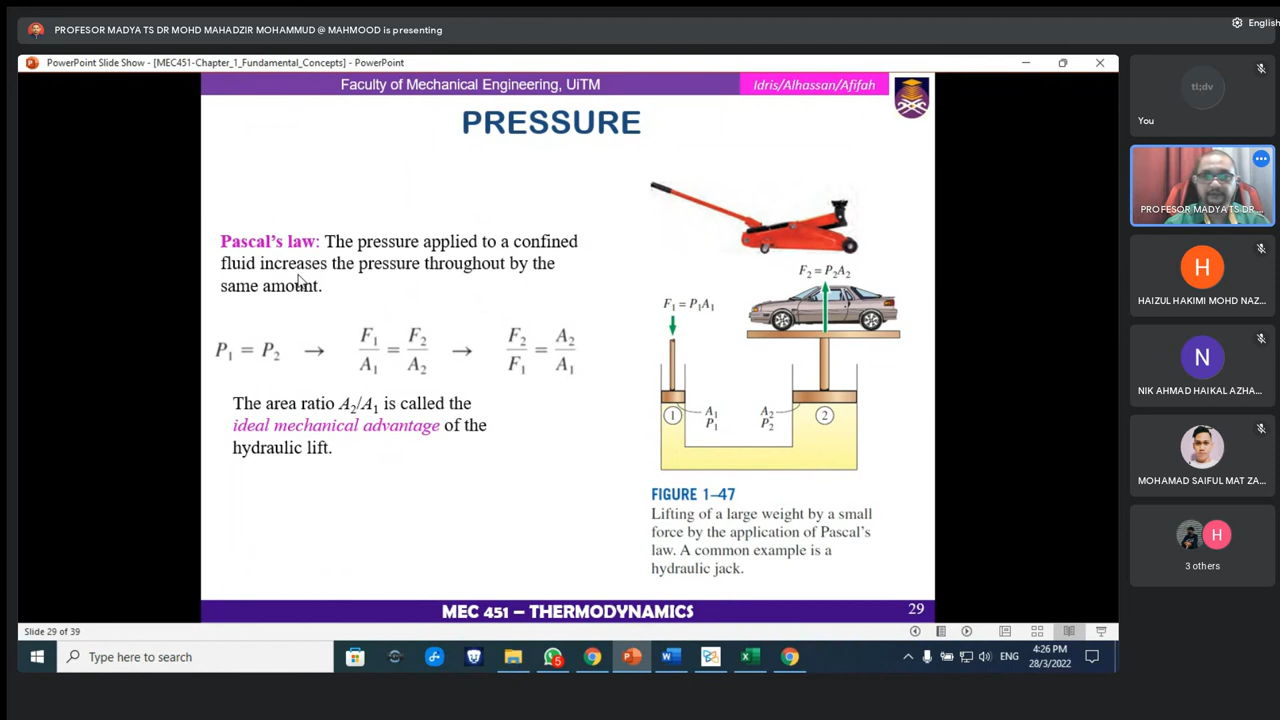 PROFESOR MADYA TS DR MOHD MAHADZIR MOHAMMUD @ MAHMOOD is presenting
English
PowerPoint Slide Show - [MEC451-Chapter_1_Fundamental_Concepts] - PowerPoint
Faculty of Mechanical Engineering, UiTM
Idris/Alhassan/Afifah
PRESSURE
Pascal's law: The pressure applied to a confined
fluid increases the pressure throughout by the
same amount.
P₁ = P₂ → F₁/A₁ = F₂/A₂ → F₂/F₁ = A₂/A₁
The area ratio A₂/A₁ is called the
ideal mechanical advantage of the
hydraulic lift.
F₂ = P₂A₂
F₁ = P₁A₁
1
A₁
P₁
A₂
P₂
2
FIGURE 1–47
Lifting of a large weight by a small
force by the application of Pascal's
law. A common example is a
hydraulic jack.
MEC 451 – THERMODYNAMICS
29
Slide 29 of 39
Type here to search
5
ENG
4:26 PM
28/3/2022
tl;dv
You
PROFESOR MADYA TS DR...
H
HAIZUL HAKIMI MOHD NAZ...
N
NIK AHMAD HAIKAL AZHA...
MOHAMAD SAIFUL MAT ZA...
H
3 others